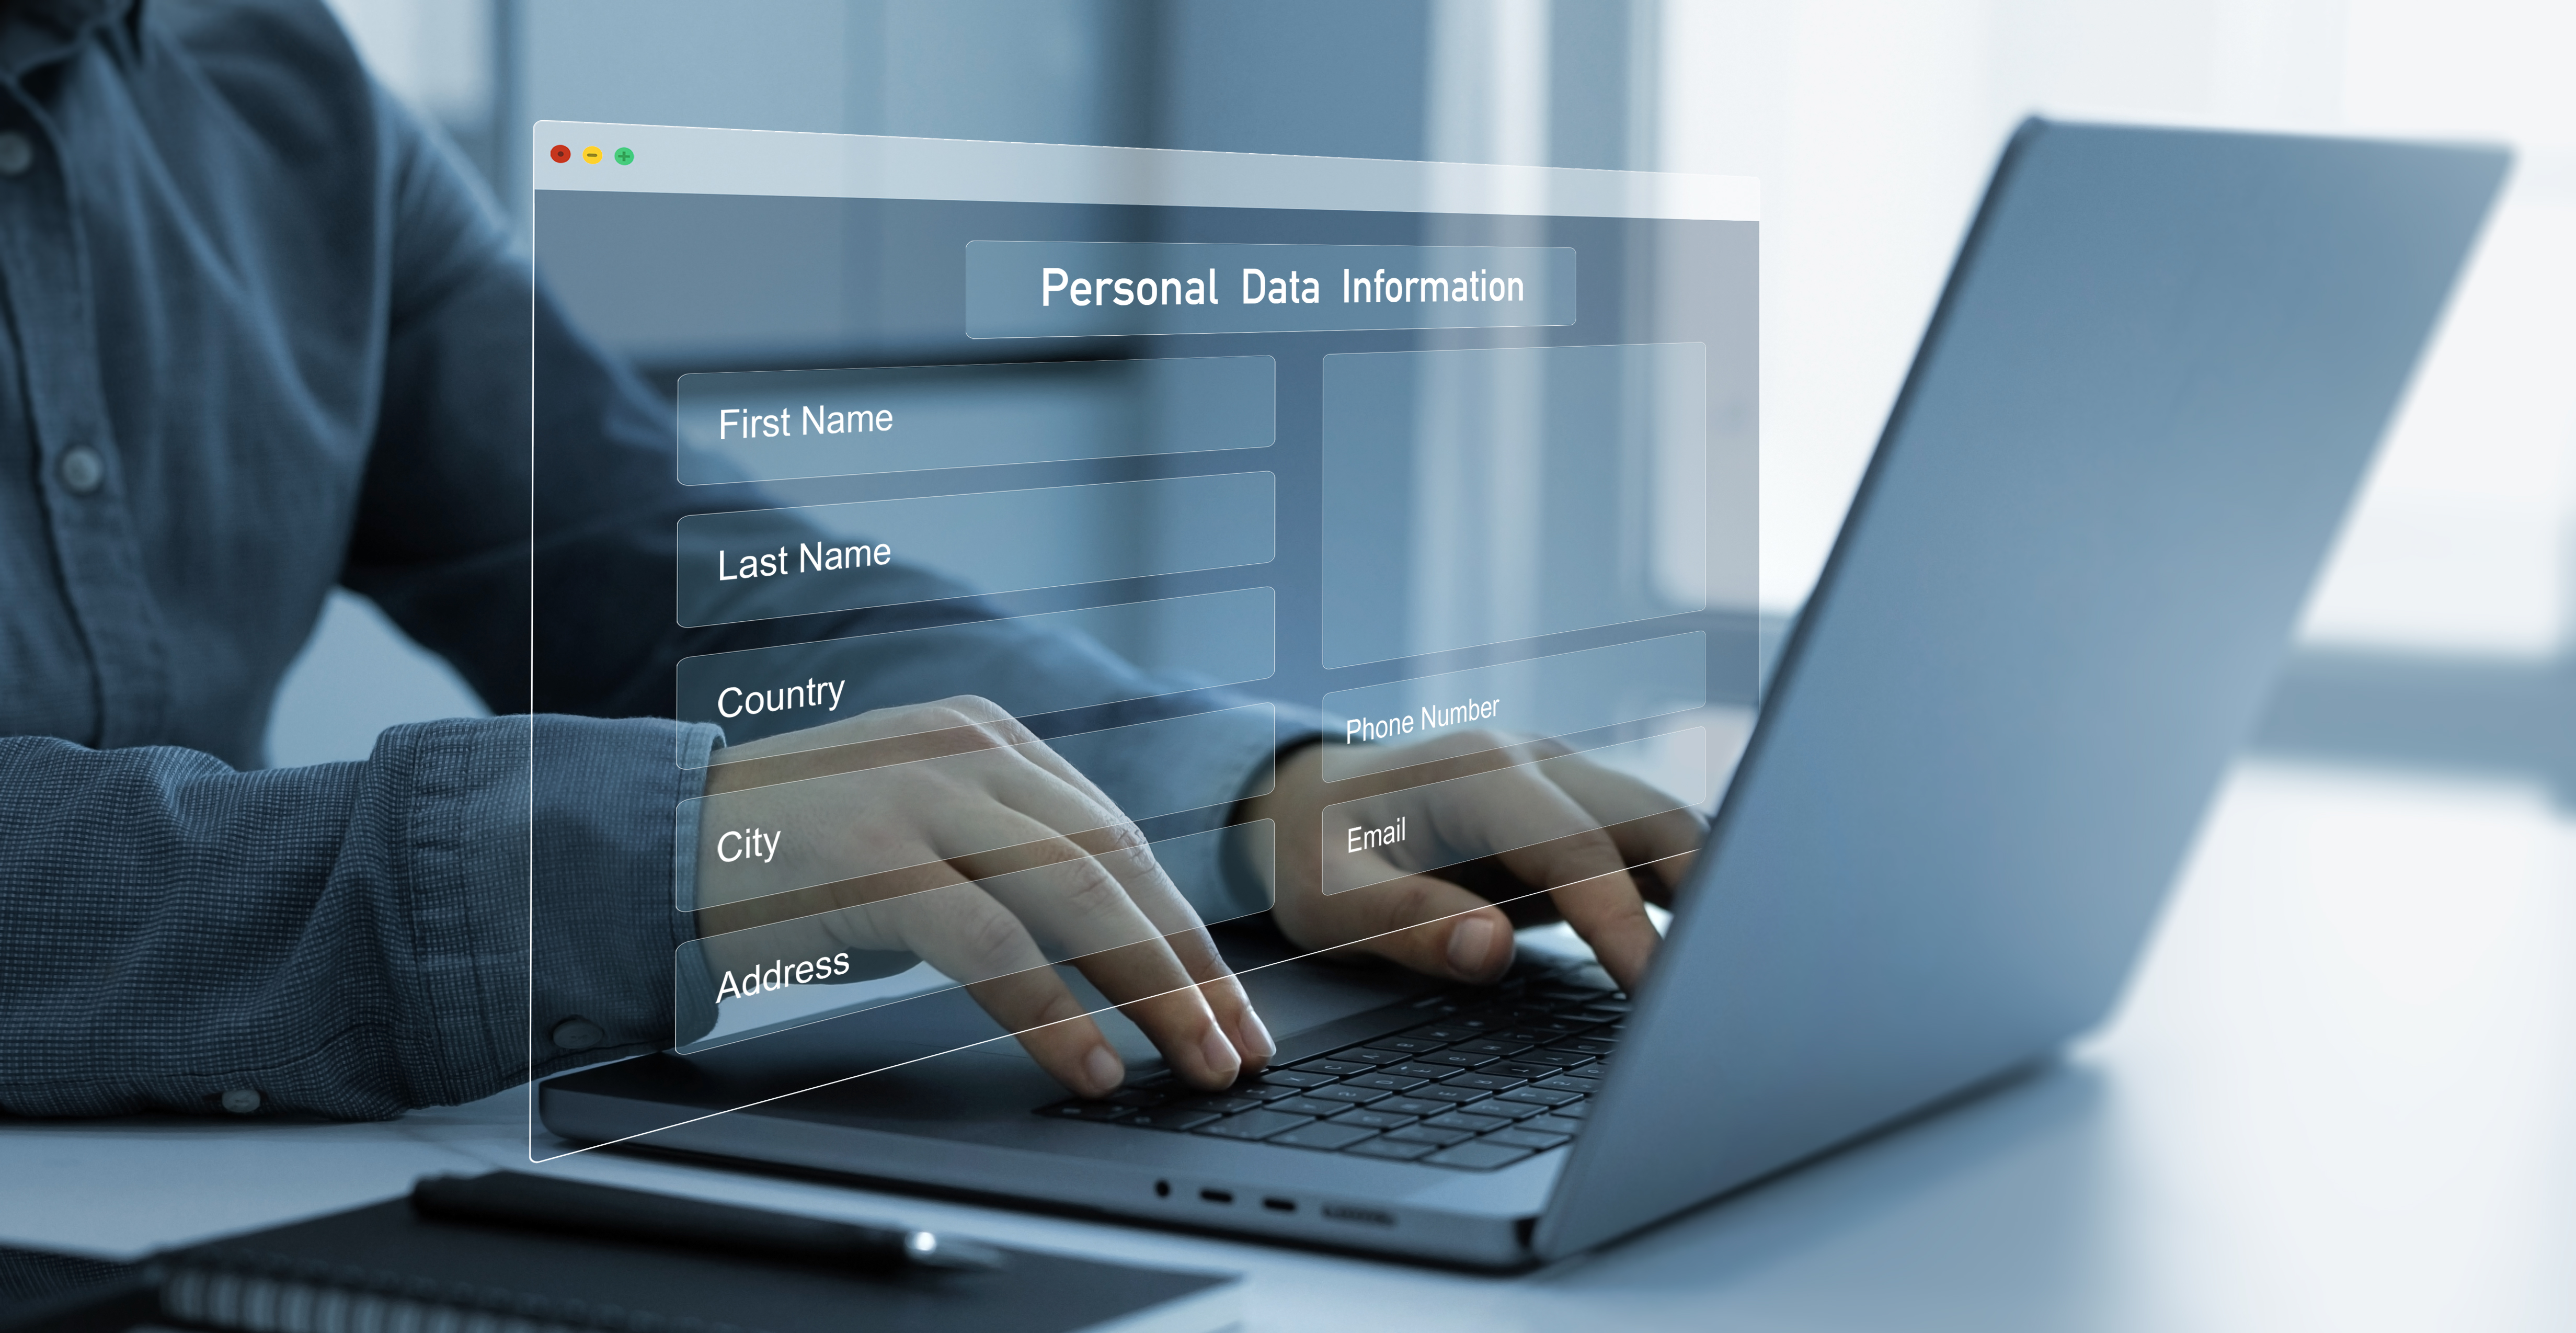 Personal Data Information
First Name
Last Name
Country
City
Address
Phone Number
Email